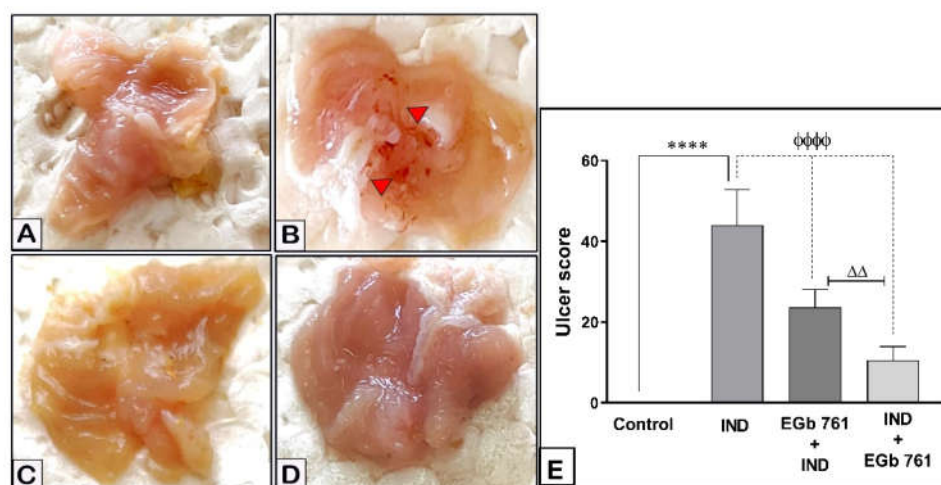 A
B
C
D
E
**** ϕϕϕϕ
ΔΔ
Ulcer score
60
40
20
0
Control
IND
EGb 761
+
IND
IND
+
EGb 761